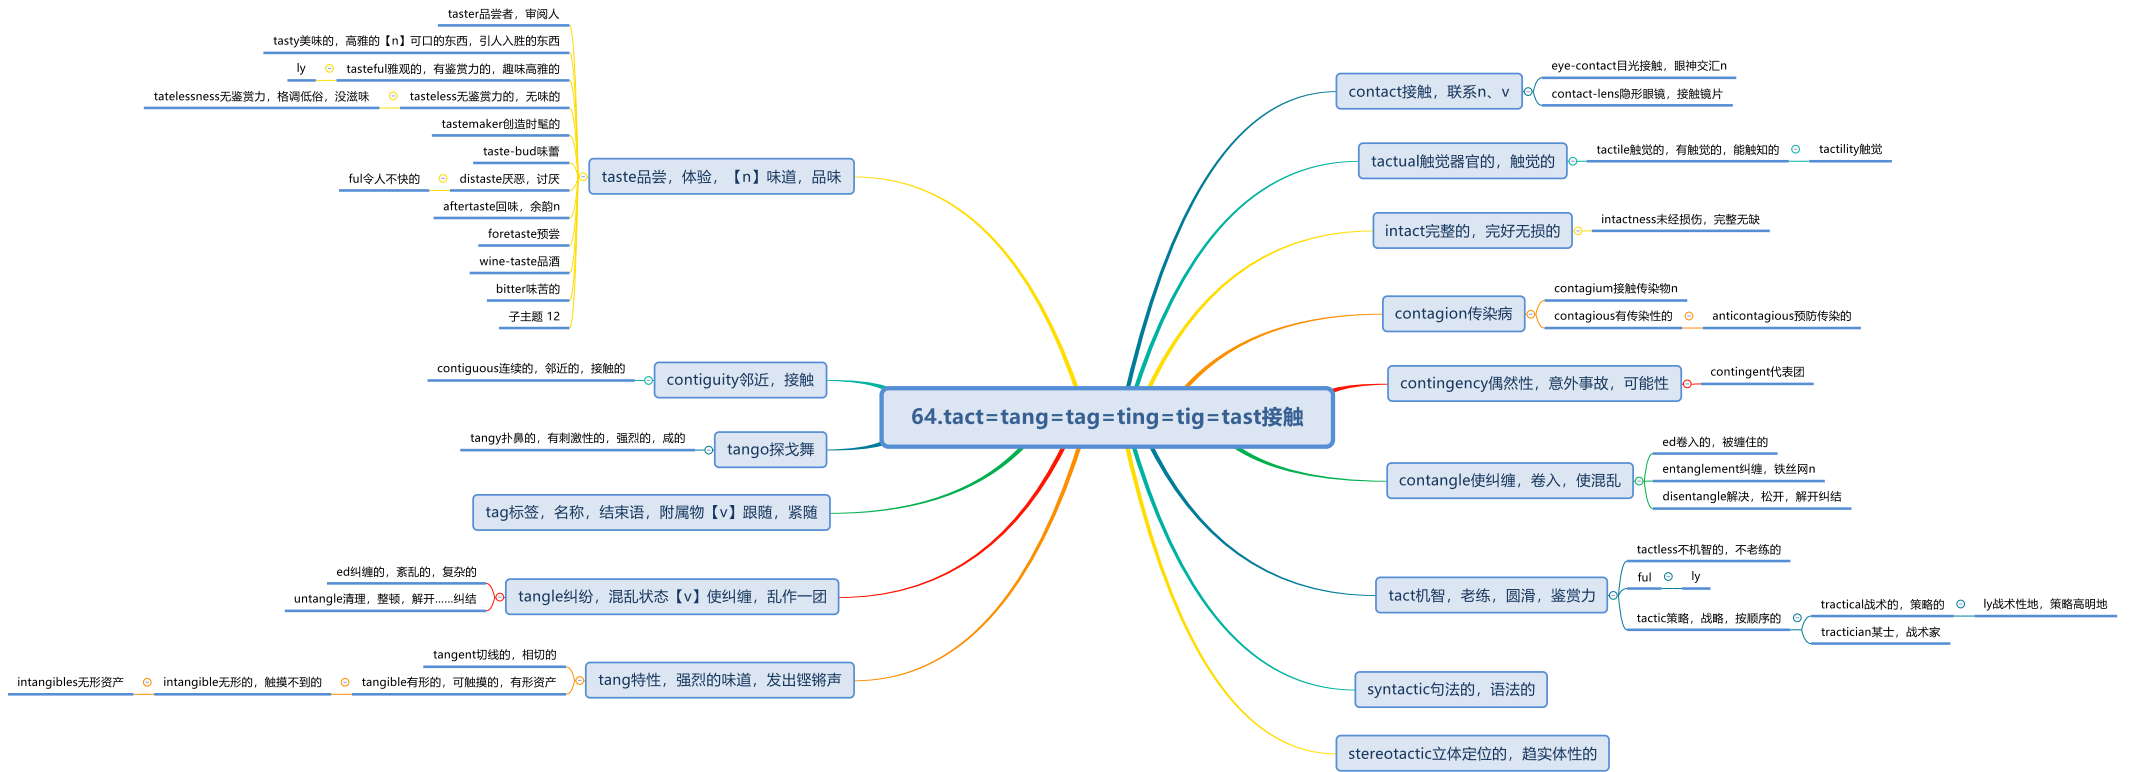 64.tact=tang=tag=ting=tig=tast接触
contact接触，联系n、v
eye-contact目光接触，眼神交汇n
contact-lens隐形眼镜，接触镜片
tactual触觉器官的，触觉的
tactile触觉的，有触觉的，能触知的
tactility触觉
intact完整的，完好无损的
intactness未经损伤，完整无缺
contagion传染病
contagium接触传染物n
contagious有传染性的
anticontagious预防传染的
contingency偶然性，意外事故，可能性
contingent代表团
contangle使纠缠，卷入，使混乱
ed卷入的，被缠住的
entanglement纠缠，铁丝网n
disentangle解决，松开，解开纠结
tact机智，老练，圆滑，鉴赏力
tactless不机智的，不老练的
ful
ly
tactic策略，战略，按顺序的
tractical战术的，策略的
ly战术性地，策略高明地
tractician某士，战术家
syntactic句法的，语法的
stereotactic立体定位的，趋实体性的
taste品尝，体验，【n】味道，品味
taster品尝者，审阅人
tasty美味的，高雅的【n】可口的东西，引人入胜的东西
tasteful雅观的，有鉴赏力的，趣味高雅的
ly
tasteless无鉴赏力的，无味的
tatelessness无鉴赏力，格调低俗，没滋味
tastemaker创造时髦的
taste-bud味蕾
distaste厌恶，讨厌
ful令人不快的
aftertaste回味，余韵n
foretaste预尝
wine-taste品酒
bitter味苦的
子主题 12
contiguity邻近，接触
contiguous连续的，邻近的，接触的
tango探戈舞
tangy扑鼻的，有刺激性的，强烈的，咸的
tag标签，名称，结束语，附属物【v】跟随，紧随
tangle纠纷，混乱状态【v】使纠缠，乱作一团
ed纠缠的，紊乱的，复杂的
untangle清理，整顿，解开……纠结
tang特性，强烈的味道，发出铿锵声
tangent切线的，相切的
tangible有形的，可触摸的，有形资产
intangible无形的，触摸不到的
intangibles无形资产